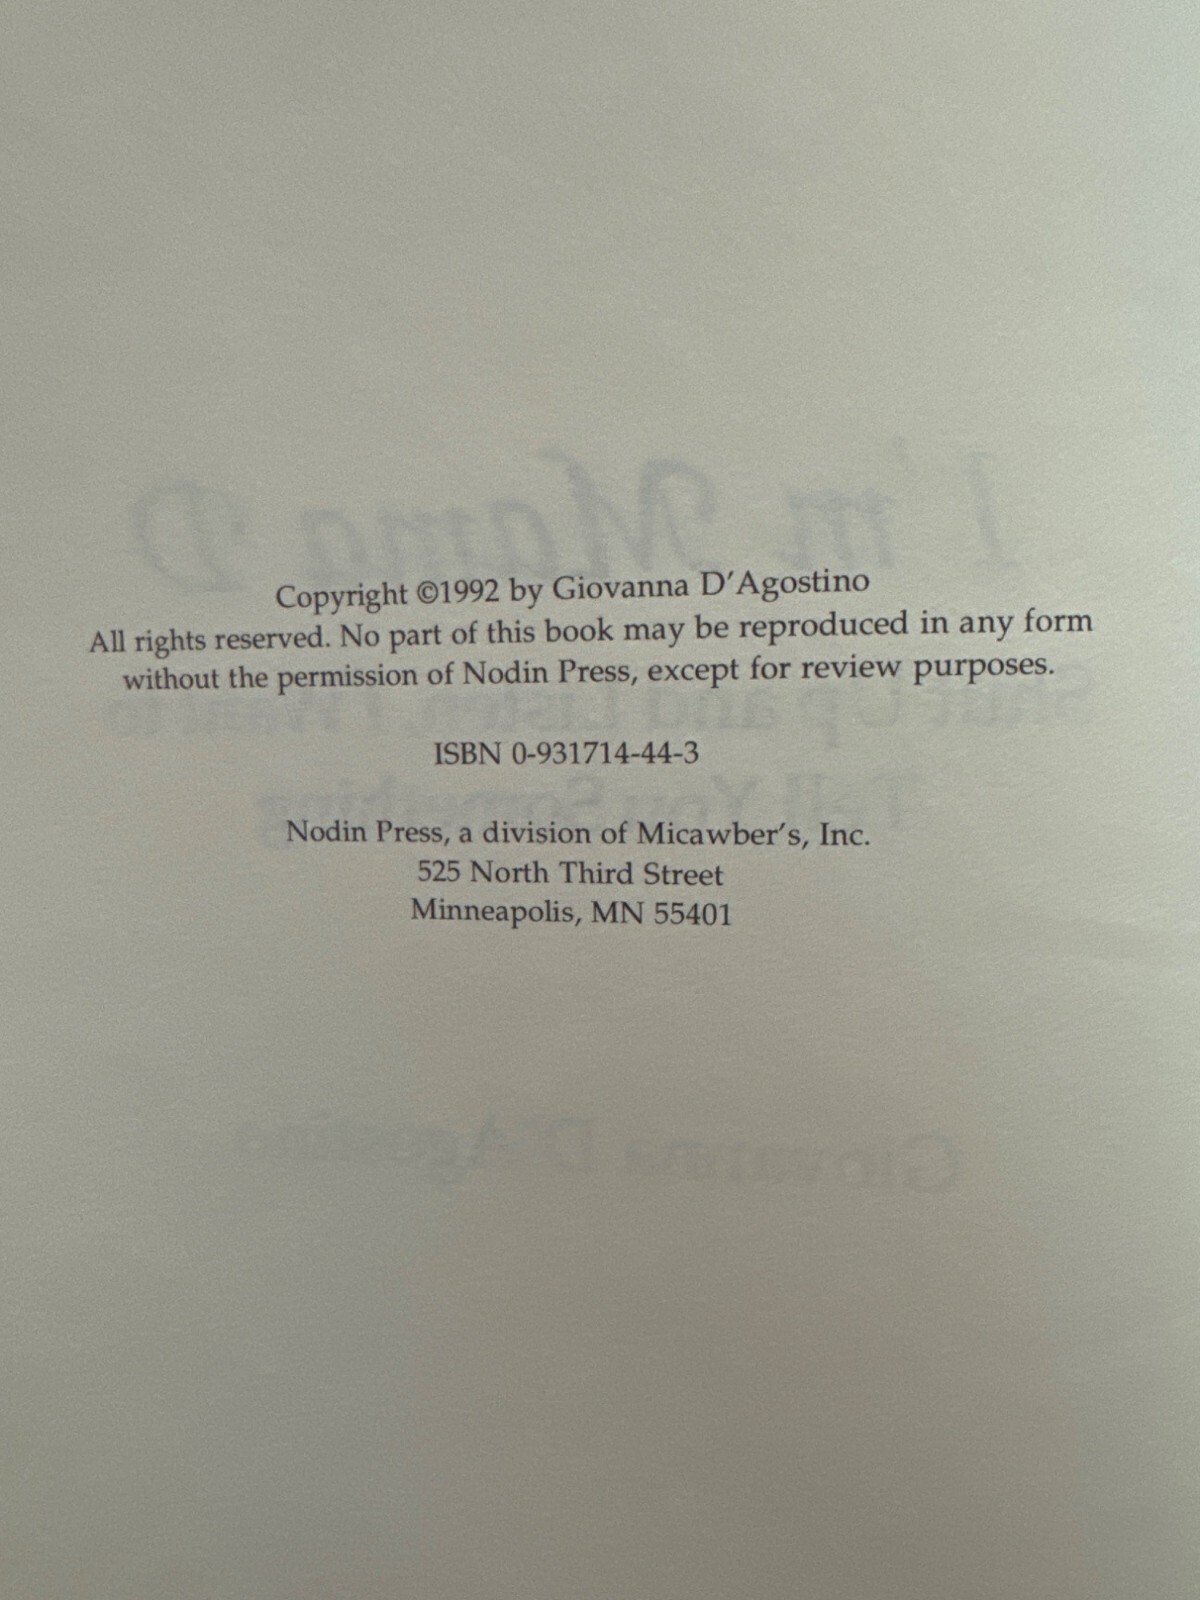 Copyright ©1992 by Giovanna D'Agostino
All rights reserved. No part of this book may be reproduced in any form
without the permission of Nodin Press, except for review purposes.
ISBN 0-931714-44-3
Nodin Press, a division of Micawber's, Inc.
525 North Third Street
Minneapolis, MN 55401